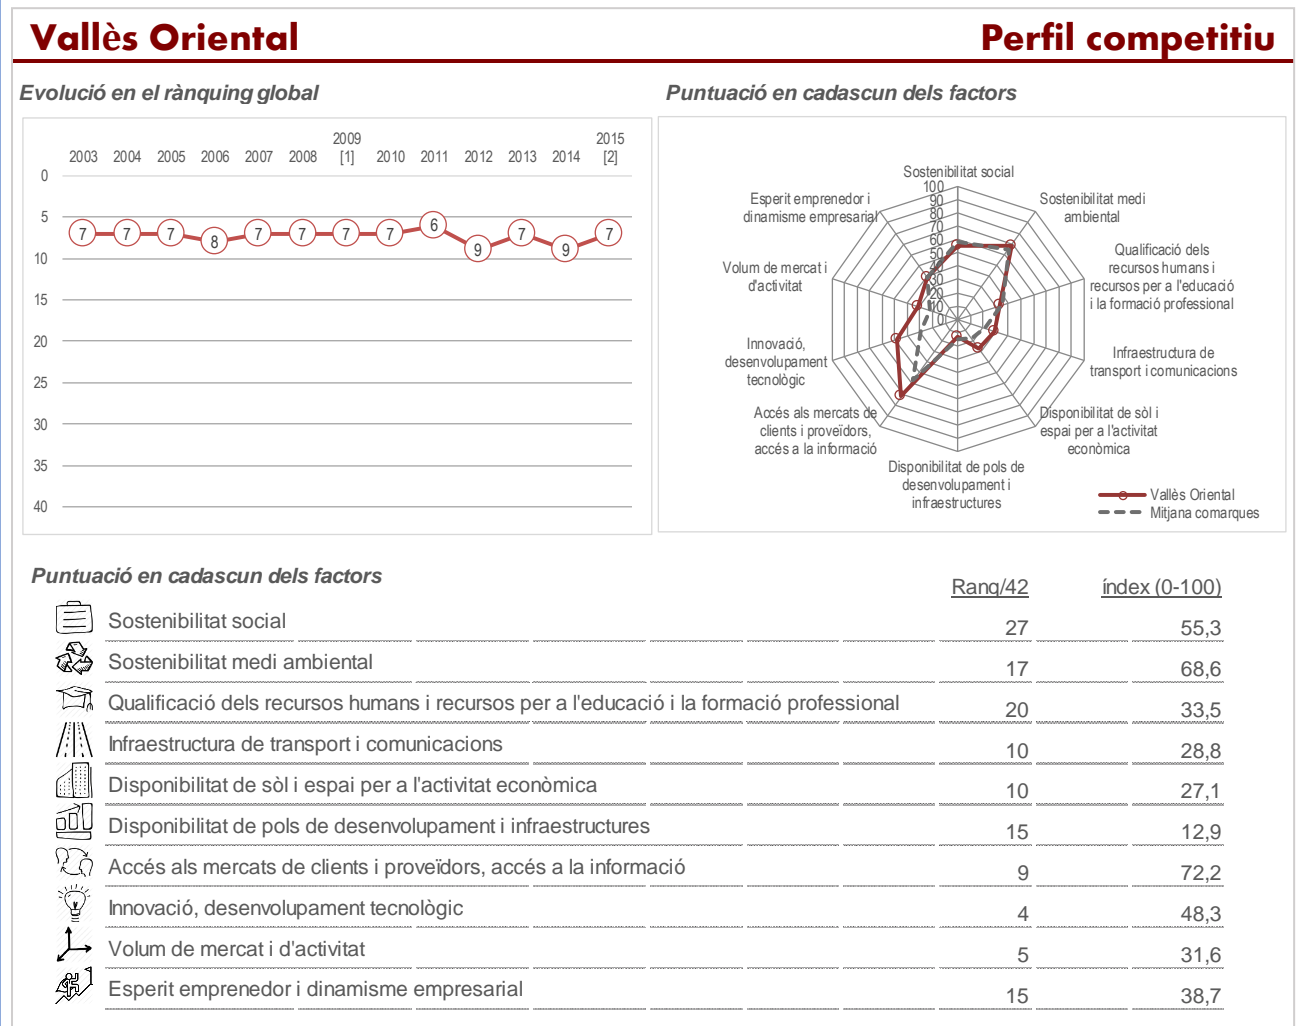 Vallès Oriental
Perfil competitiu
Evolució en el rànquing global
Puntuació en cadascun dels factors
2009 2015
2003 2004 2005 2006 2007 2008 [1] 2010 2011 2012 2013 2014 [2]
0
5
10
15
20
25
30
35
40
7 7 7 8 7 7 7 7 6 9 7 9 7
Sostenibilitat social
Sostenibilitat medi
ambiental
Qualificació dels
recursos humans i
recursos per a l'educació
i la formació professional
Infraestructura de
transport i comunicacions
Disponibilitat de sòl i
espai per a l'activitat
econòmica
Disponibilitat de pols de
desenvolupament i
infraestructures
Accés als mercats de
clients i proveïdors,
accés a la informació
Innovació,
desenvolupament
tecnològic
Volum de mercat i
d'activitat
Esperit emprenedor i
dinamisme empresarial
100
90
80
70
60
50
40
30
20
10
0
Vallès Oriental
Mitjana comarques
Puntuació en cadascun dels factors
Rang/42 índex (0-100)
Sostenibilitat social 27 55,3
Sostenibilitat medi ambiental 17 68,6
Qualificació dels recursos humans i recursos per a l'educació i la formació professional 20 33,5
Infraestructura de transport i comunicacions 10 28,8
Disponibilitat de sòl i espai per a l'activitat econòmica 10 27,1
Disponibilitat de pols de desenvolupament i infraestructures 15 12,9
Accés als mercats de clients i proveïdors, accés a la informació 9 72,2
Innovació, desenvolupament tecnològic 4 48,3
Volum de mercat i d'activitat 5 31,6
Esperit emprenedor i dinamisme empresarial 15 38,7